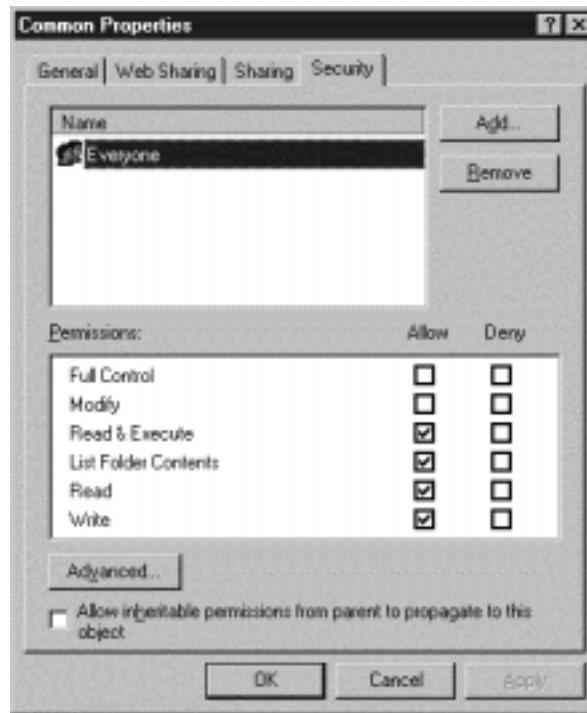 Common Properties
General Web Sharing Sharing Security
Name
Everyone
Add...
Remove
Permissions: Allow Deny
Full Control
Modify
Read & Execute
List Folder Contents
Read
Write
Advanced...
Allow inheritable permissions from parent to propagate to this
object
OK Cancel Apply